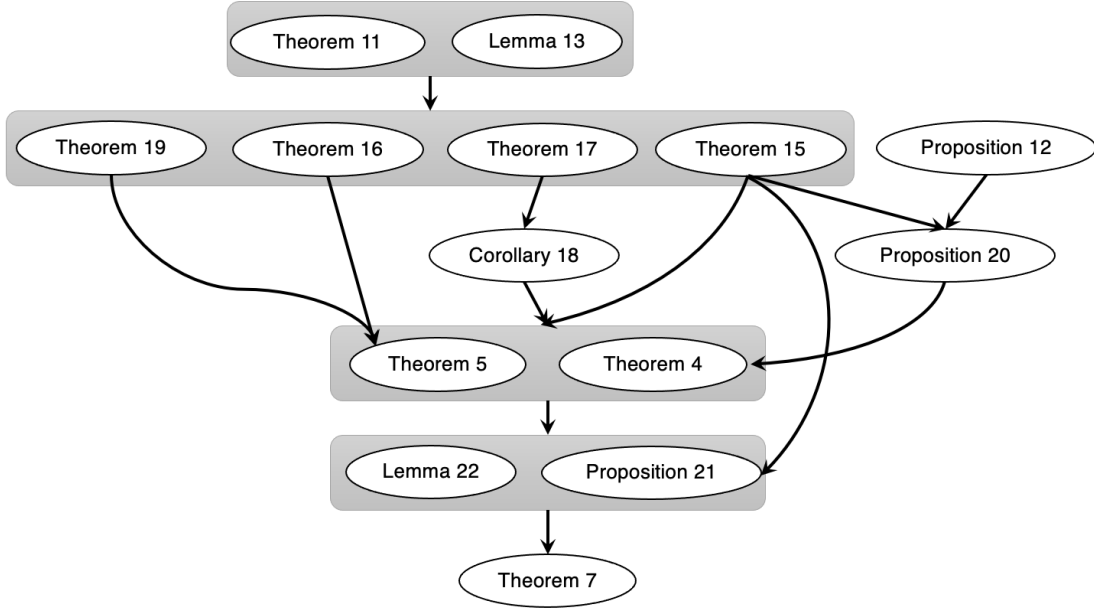 Theorem 11
Lemma 13
Theorem 19
Theorem 16
Theorem 17
Theorem 15
Proposition 12
Corollary 18
Proposition 20
Theorem 5
Theorem 4
Lemma 22
Proposition 21
Theorem 7